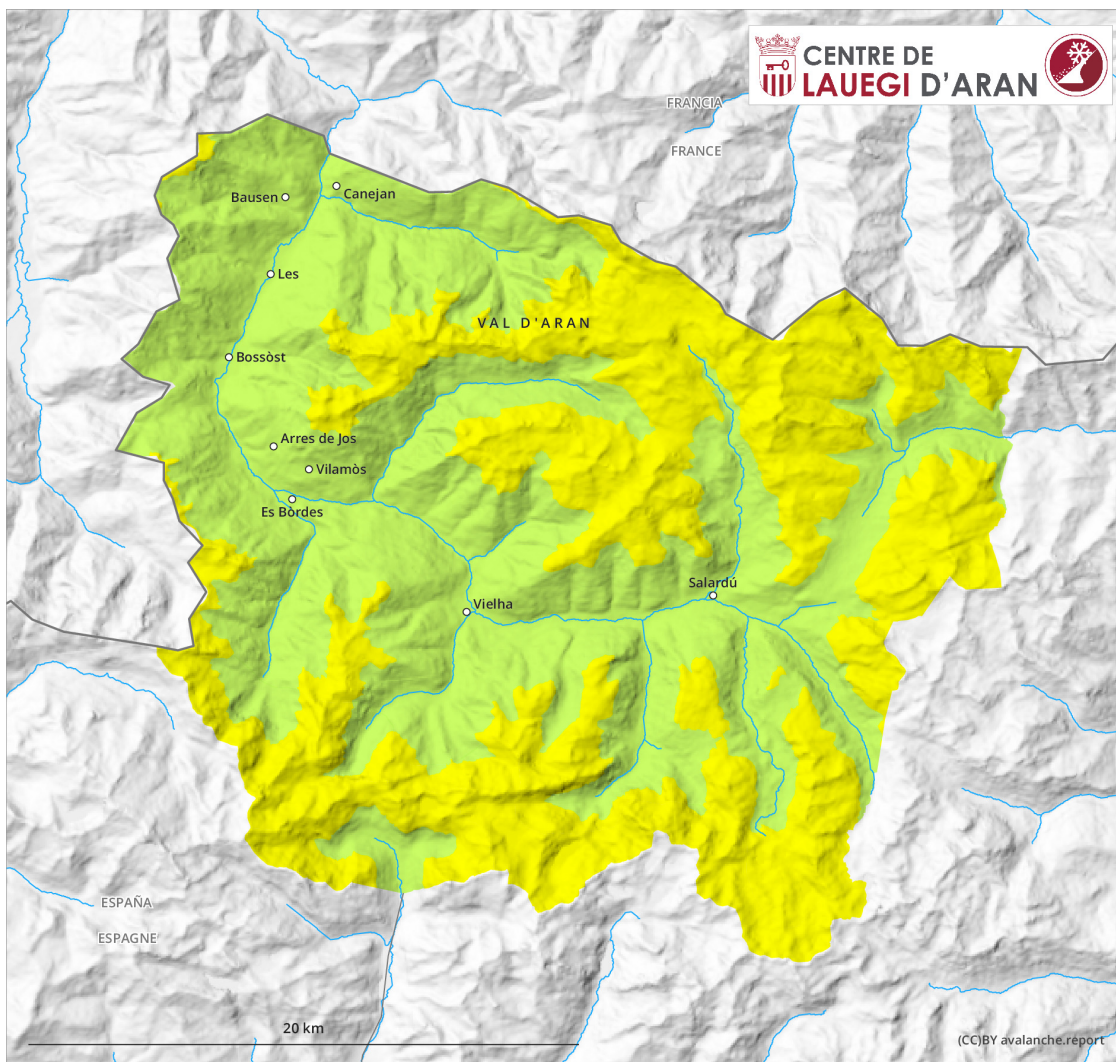 CENTRE DE
LAUEGI D'ARAN
FRANCIA
FRANCE
Bausen
Canejan
Les
VAL D'ARAN
Bossòst
Arres de Jos
Vilamòs
Es Bòrdes
Salardú
Vielha
ESPAÑA
ESPAGNE
20 km
(CC)BY avalanche.report